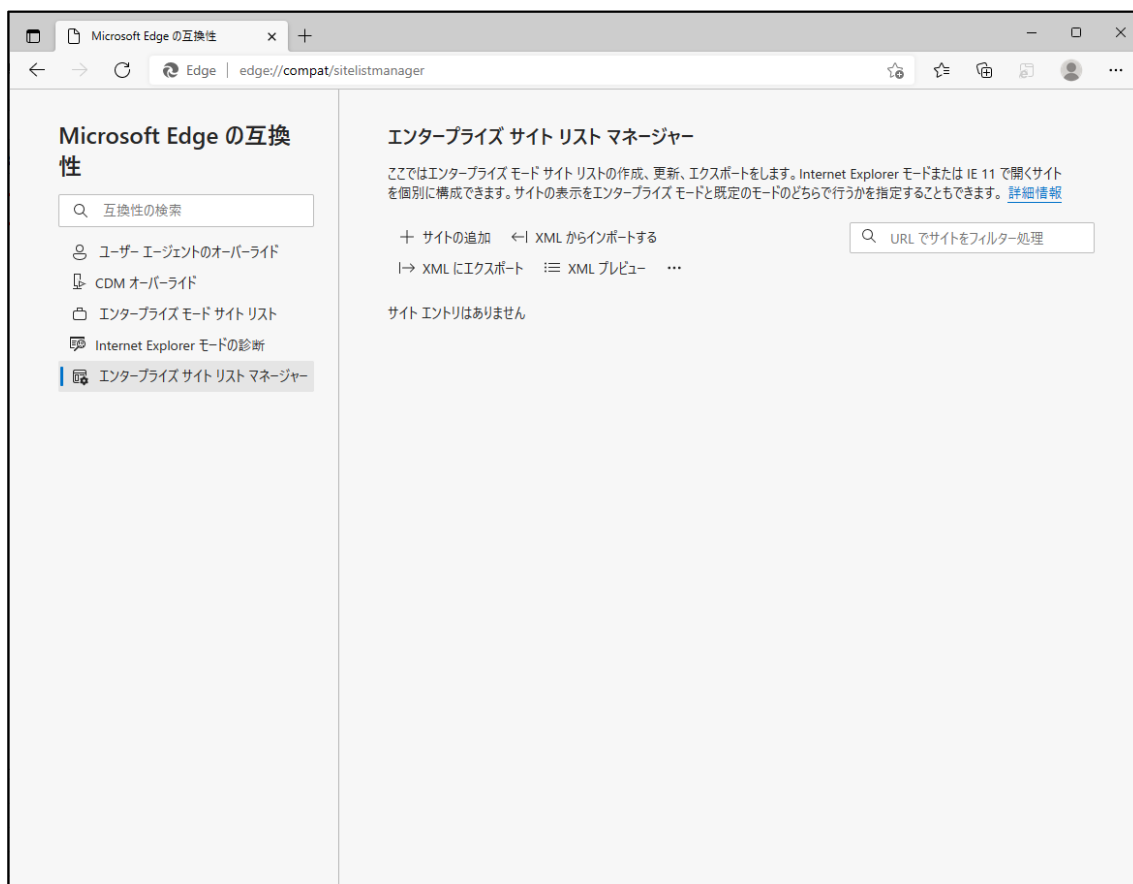 Microsoft Edge の互換性
Edge
edge://compat/sitelistmanager
Microsoft Edge の互換
性
互換性の検索
ユーザー エージェントのオーバーライド
CDM オーバーライド
エンタープライズ モード サイト リスト
Internet Explorer モードの診断
エンタープライズ サイト リスト マネージャー
エンタープライズ サイト リスト マネージャー
ここではエンタープライズ モード サイト リストの作成、更新、エクスポートをします。Internet Explorer モードまたは IE 11 で開くサイト
を個別に構成できます。サイトの表示をエンタープライズ モードと既定のモードのどちらで行うかを指定することもできます。 詳細情報
サイトの追加 XML からインポートする
URL でサイトをフィルター処理
XML にエクスポート XML プレビュー
サイト エントリはありません